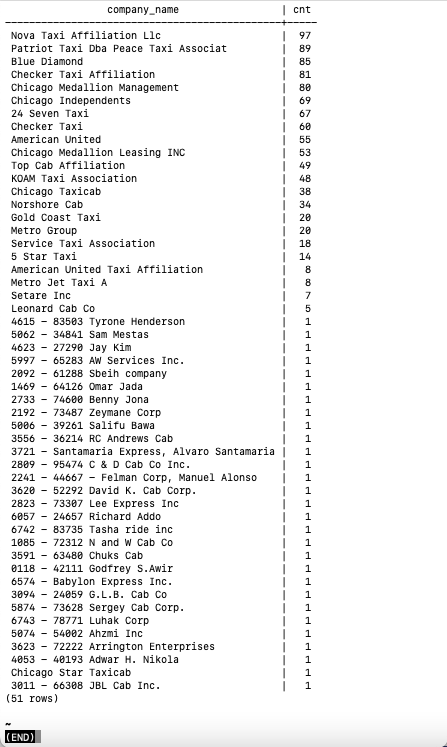 company_name | cnt
---------------------------------------------+-----
Nova Taxi Affiliation Llc | 97
Patriot Taxi Dba Peace Taxi Associat | 89
Blue Diamond | 85
Checker Taxi Affiliation | 81
Chicago Medallion Management | 80
Chicago Independents | 69
24 Seven Taxi | 67
Checker Taxi | 60
American United | 55
Chicago Medallion Leasing INC | 53
Top Cab Affiliation | 49
KOAM Taxi Association | 48
Chicago Taxicab | 38
Norshore Cab | 34
Gold Coast Taxi | 20
Metro Group | 20
Service Taxi Association | 18
5 Star Taxi | 14
American United Taxi Affiliation | 8
Metro Jet Taxi A | 8
Setare Inc | 7
Leonard Cab Co | 5
4615 - 83503 Tyrone Henderson | 1
5062 - 34841 Sam Mestas | 1
4623 - 27290 Jay Kim | 1
5997 - 65283 AW Services Inc. | 1
2092 - 61288 Sbeih company | 1
1469 - 64126 Omar Jada | 1
2733 - 74600 Benny Jona | 1
2192 - 73487 Zeymane Corp | 1
5006 - 39261 Salifu Bawa | 1
3556 - 36214 RC Andrews Cab | 1
3721 - Santamaria Express, Alvaro Santamaria | 1
2809 - 95474 C & D Cab Co Inc. | 1
2241 - 44667 - Felman Corp, Manuel Alonso | 1
3620 - 52292 David K. Cab Corp. | 1
2823 - 73307 Lee Express Inc | 1
6057 - 24657 Richard Addo | 1
6742 - 83735 Tasha ride inc | 1
1085 - 72312 N and W Cab Co | 1
3591 - 63480 Chuks Cab | 1
0118 - 42111 Godfrey S.Awir | 1
6574 - Babylon Express Inc. | 1
3094 - 24059 G.L.B. Cab Co | 1
5874 - 73628 Sergey Cab Corp. | 1
6743 - 78771 Luhak Corp | 1
5074 - 54002 Ahzmi Inc | 1
3623 - 72222 Arrington Enterprises | 1
4053 - 40193 Adwar H. Nikola | 1
Chicago Star Taxicab | 1
3011 - 66308 JBL Cab Inc. | 1
(51 rows)
~
(END)